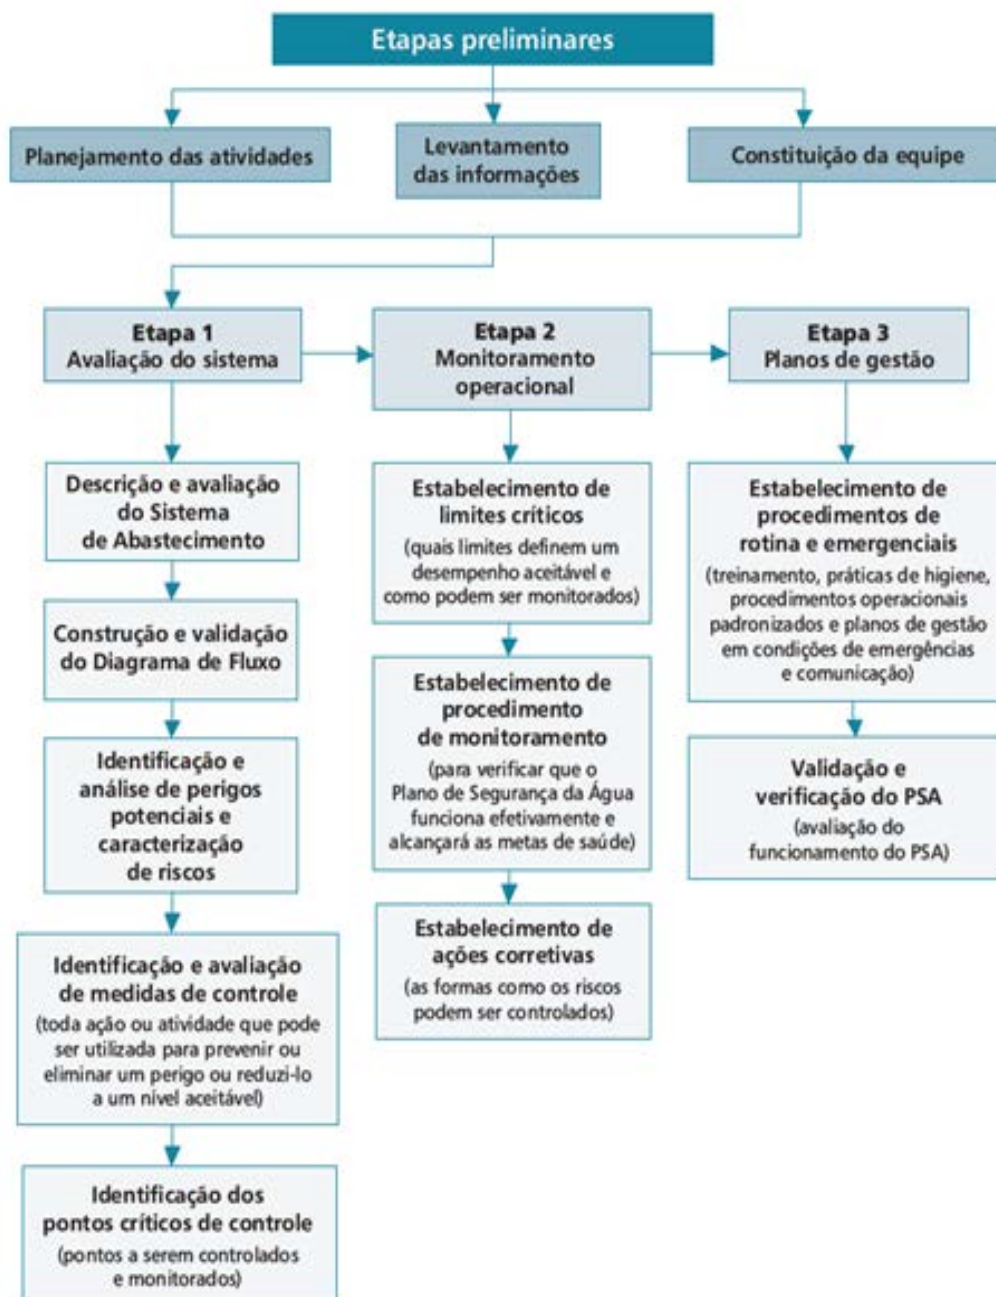 Etapas preliminares
Planejamento das atividades
Levantamento
das informações
Constituição da equipe
Etapa 1
Avaliação do sistema
Etapa 2
Monitoramento
operacional
Etapa 3
Planos de gestão
Descrição e avaliação
do Sistema
de Abastecimento
Construção e validação
do Diagrama de Fluxo
Identificação e
análise de perigos
potenciais e
caracterização
de riscos
Identificação e avaliação
de medidas de controle
(toda ação ou atividade que pode
ser utilizada para prevenir ou
eliminar um perigo ou reduzi-lo
a um nível aceitável)
Identificação dos
pontos críticos de controle
(pontos a serem controlados
e monitorados)
Estabelecimento de
limites críticos
(quais limites definem um
desempenho aceitável e
como podem ser monitorados)
Estabelecimento de
procedimento
de monitoramento
(para verificar que o
Plano de Segurança da Água
funciona efetivamente e
alcançará as metas de saúde)
Estabelecimento de
ações corretivas
(as formas como os riscos
podem ser controlados)
Estabelecimento de
procedimentos de
rotina e emergenciais
(treinamento, práticas de higiene,
procedimentos operacionais
padronizados e planos de gestão
em condições de emergências
e comunicação)
Validação e
verificação do PSA
(avaliação do
funcionamento do PSA)